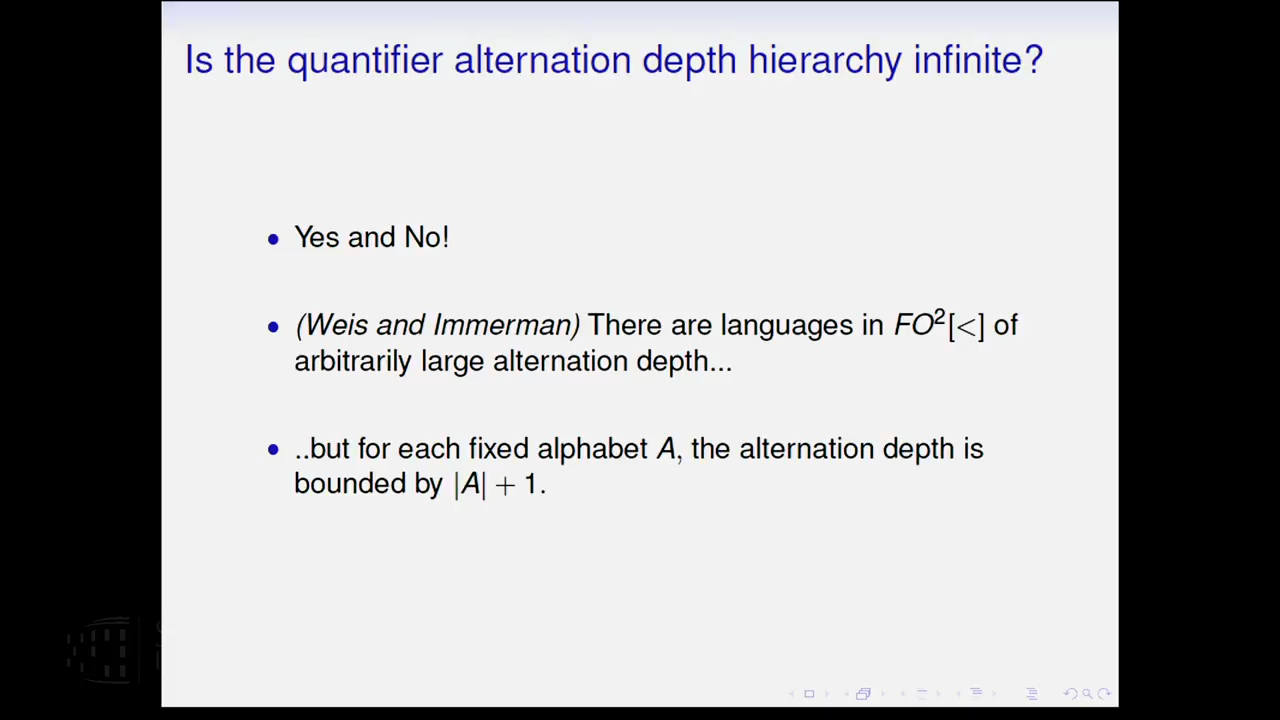 Is the quantifier alternation depth hierarchy infinite?
• Yes and No!
• (Weis and Immerman) There are languages in FO²[<] of
arbitrarily large alternation depth...
• ..but for each fixed alphabet A, the alternation depth is
bounded by |A| + 1.